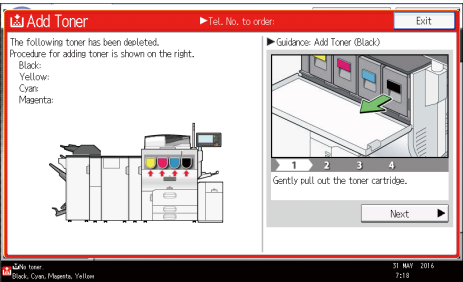 Add Toner
►Tel. No. to order:
Exit
The following toner has been depleted.
Procedure for adding toner is shown on the right.
Black:
Yellow:
Cyan:
Magenta:
►Guidance: Add Toner (Black)
1 2 3 4
Gently pull out the toner cartridge.
Next ►
No toner.
Black, Cyan, Magenta, Yellow
31 MAY 2016
7:18